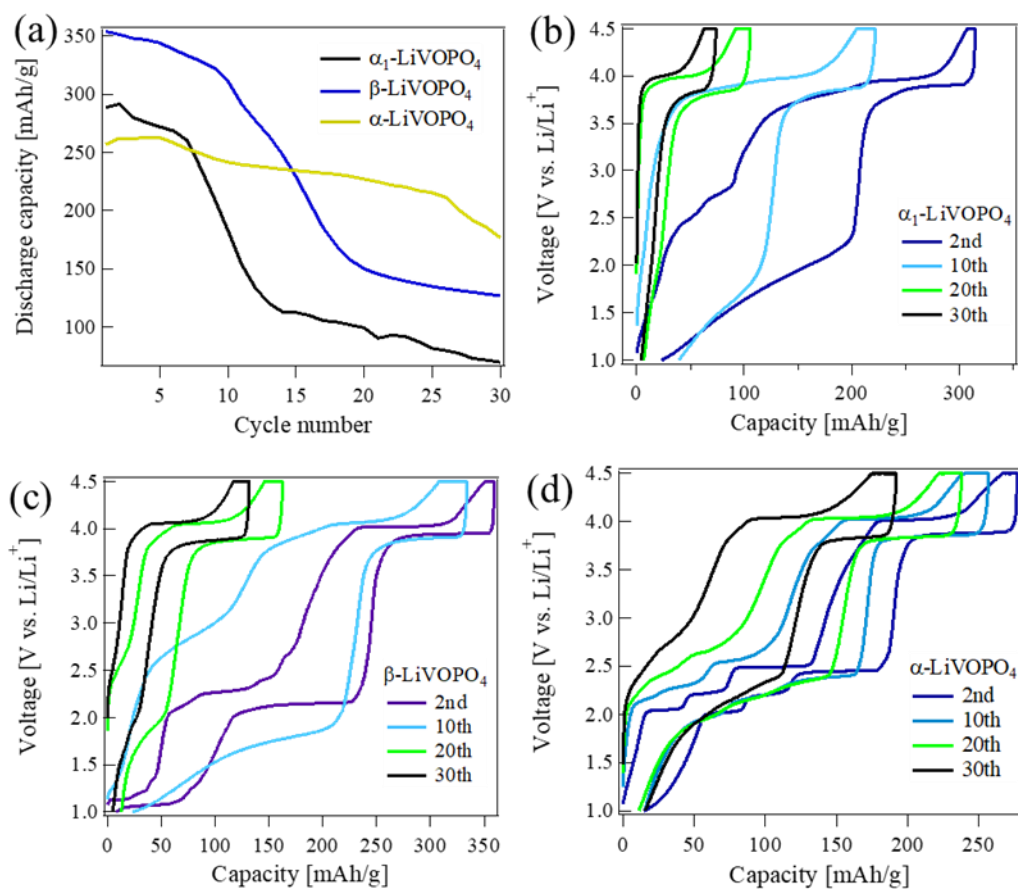 (a)
Discharge capacity [mAh/g]
350
300
250
200
150
100
α₁-LiVOPO₄
β-LiVOPO₄
α-LiVOPO₄
5 10 15 20 25 30
Cycle number
(b)
Voltage [V vs. Li/Li⁺]
4.5
4.0
3.5
3.0
2.5
2.0
1.5
1.0
α₁-LiVOPO₄
2nd
10th
20th
30th
0 100 200 300
Capacity [mAh/g]
(c)
Voltage [V vs. Li/Li⁺]
4.5
4.0
3.5
3.0
2.5
2.0
1.5
1.0
β-LiVOPO₄
2nd
10th
20th
30th
0 50 100 150 200 250 300 350
Capacity [mAh/g]
(d)
Voltage [V vs. Li/Li⁺]
4.5
4.0
3.5
3.0
2.5
2.0
1.5
1.0
α-LiVOPO₄
2nd
10th
20th
30th
0 50 100 150 200 250
Capacity [mAh/g]